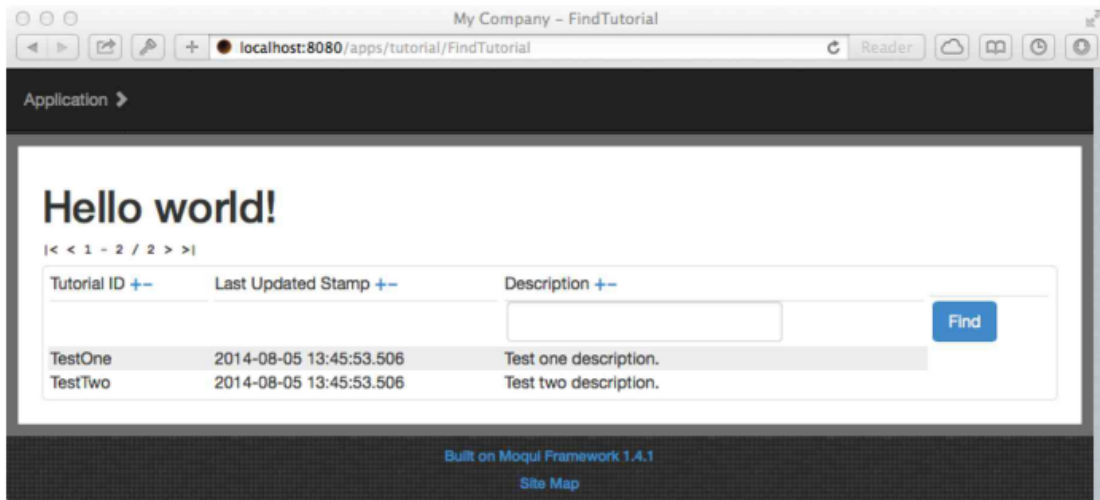 My Company – FindTutorial
localhost:8080/apps/tutorial/FindTutorial
Reader
Application
Hello world!
|< < 1 - 2 / 2 > >|
Tutorial ID +- Last Updated Stamp +- Description +-
Find
TestOne 2014-08-05 13:45:53.506 Test one description.
TestTwo 2014-08-05 13:45:53.506 Test two description.
Built on Moqui Framework 1.4.1
Site Map